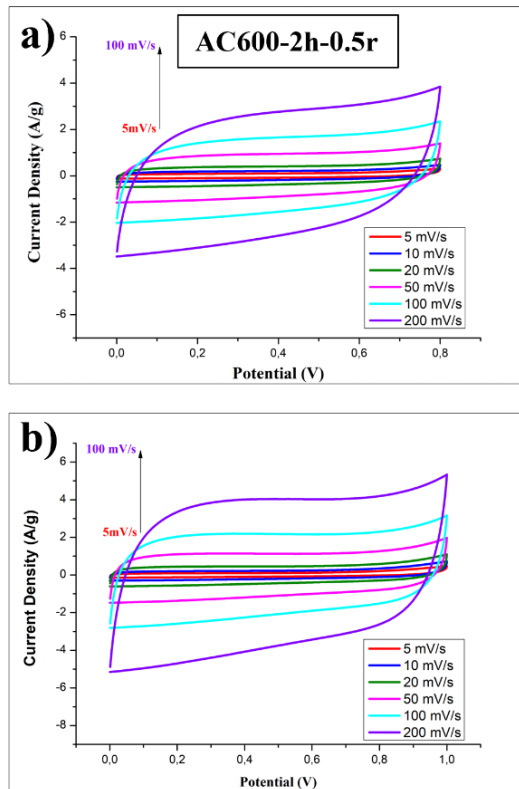 a)
AC600-2h-0.5r
100 mV/s
5mV/s
Current Density (A/g)
6
4
2
0
-2
-4
-6
5 mV/s
10 mV/s
20 mV/s
50 mV/s
100 mV/s
200 mV/s
0,0 0,2 0,4 0,6 0,8
Potential (V)
b)
100 mV/s
5mV/s
Current Density (A/g)
8
6
4
2
0
-2
-4
-6
-8
5 mV/s
10 mV/s
20 mV/s
50 mV/s
100 mV/s
200 mV/s
0,0 0,2 0,4 0,6 0,8 1,0
Potential (V)